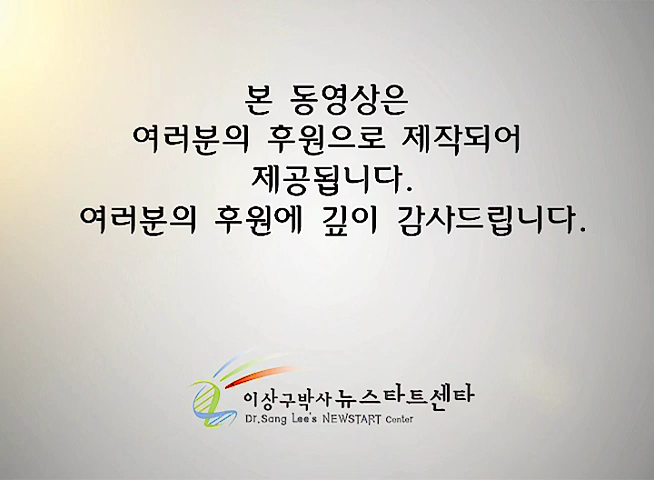 본 동영상은
여러분의 후원으로 제작되어
제공됩니다.
여러분의 후원에 깊이 감사드립니다.
이상구박사 뉴스타트센타
Dr.Sang Lee's NEWSTART Center